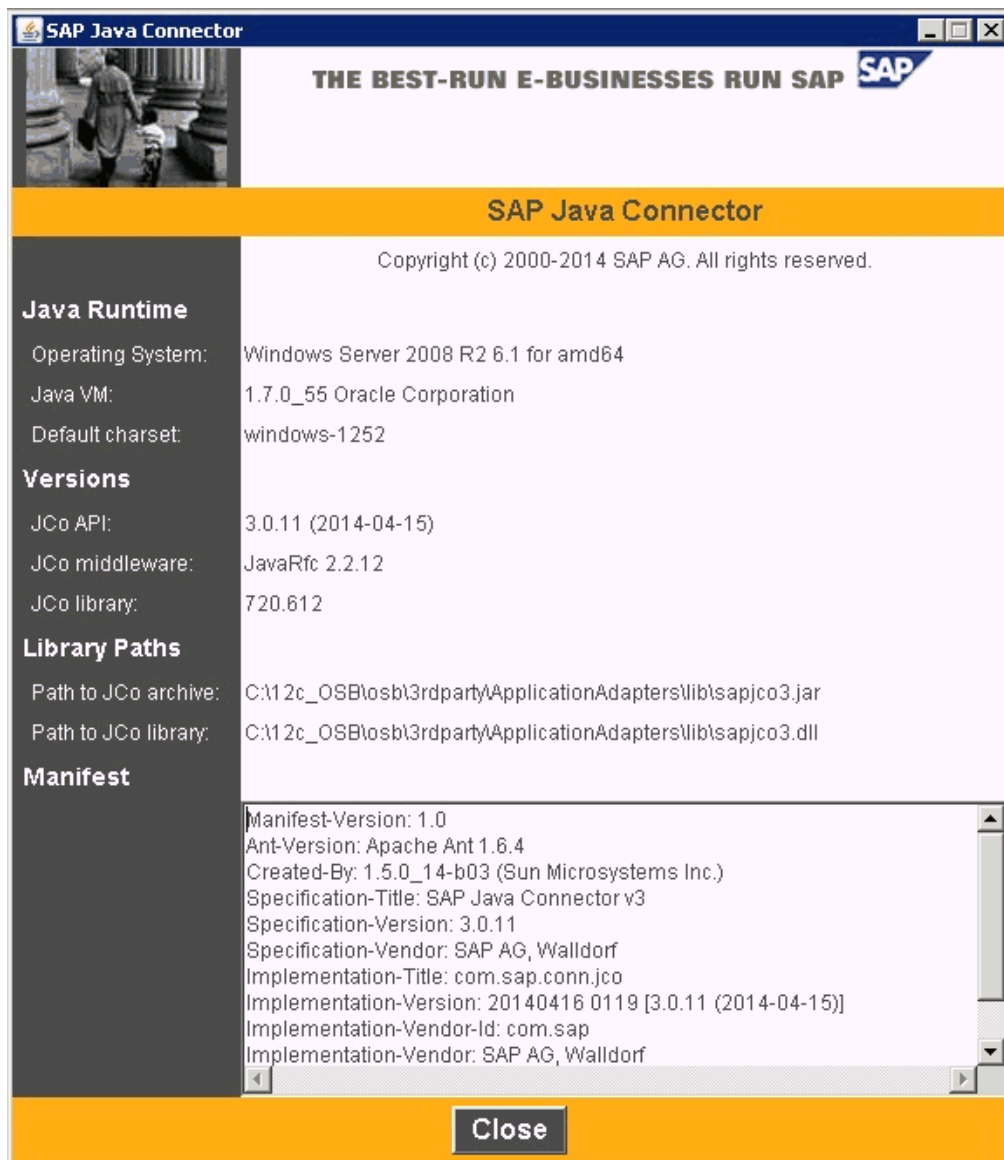 SAP Java Connector
THE BEST-RUN E-BUSINESSES RUN SAP SAP
SAP Java Connector
Copyright (c) 2000-2014 SAP AG. All rights reserved.
Java Runtime
Operating System: Windows Server 2008 R2 6.1 for amd64
Java VM: 1.7.0_55 Oracle Corporation
Default charset: windows-1252
Versions
JCo API: 3.0.11 (2014-04-15)
JCo middleware: JavaRfc 2.2.12
JCo library: 720.612
Library Paths
Path to JCo archive: C:\12c_OSB\osb\3rdparty\ApplicationAdapters\lib\sapjco3.jar
Path to JCo library: C:\12c_OSB\osb\3rdparty\ApplicationAdapters\lib\sapjco3.dll
Manifest
Manifest-Version: 1.0
Ant-Version: Apache Ant 1.6.4
Created-By: 1.5.0_14-b03 (Sun Microsystems Inc.)
Specification-Title: SAP Java Connector v3
Specification-Version: 3.0.11
Specification-Vendor: SAP AG, Walldorf
Implementation-Title: com.sap.conn.jco
Implementation-Version: 20140416 0119 [3.0.11 (2014-04-15)]
Implementation-Vendor-Id: com.sap
Implementation-Vendor: SAP AG, Walldorf
Close